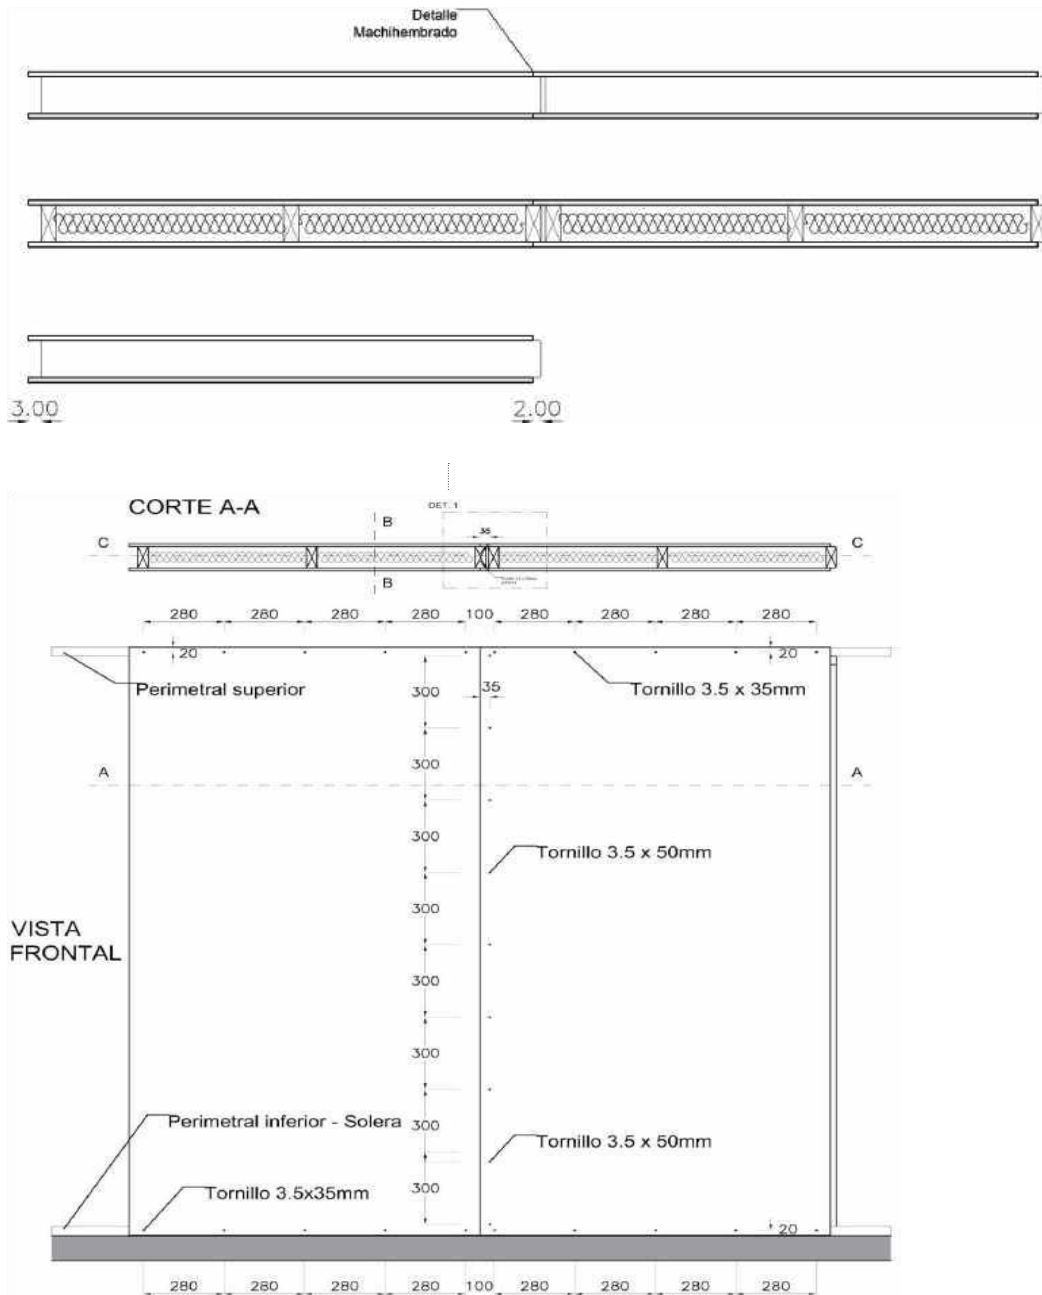 Detalle
Machihembrado
3.00
2.00
CORTE A-A
DET. 1
B
35
C
C
B
280 280 280 280 100 280 280 280 280
20
20
Perimetral superior
300
35
Tornillo 3.5 x 35mm
300
A
A
300
Tornillo 3.5 x 50mm
300
VISTA
FRONTAL
300
300
Perimetral inferior - Solera
300
Tornillo 3.5 x 50mm
300
Tornillo 3.5x35mm
20
280 280 280 280 100 280 280 280 280